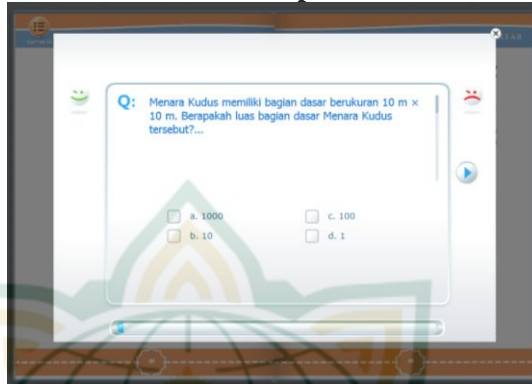 Q: Menara Kudus memiliki bagian dasar berukuran 10 m ×
10 m. Berapakah luas bagian dasar Menara Kudus
tersebut?...
a. 1000
c. 100
b. 10
d. 1